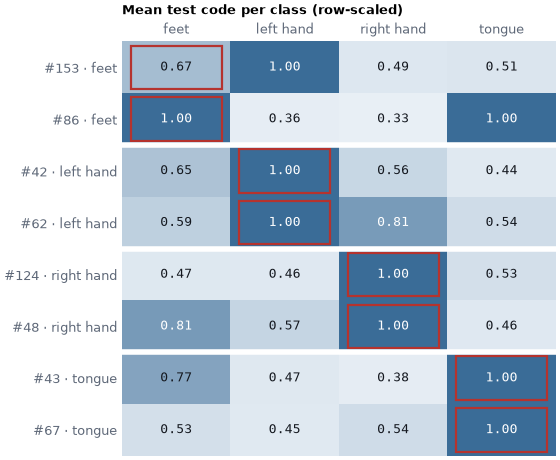 Mean test code per class (row-scaled)
feet left hand right hand tongue
#153 · feet 0.67 1.00 0.49 0.51
#86 · feet 1.00 0.36 0.33 1.00
#42 · left hand 0.65 1.00 0.56 0.44
#62 · left hand 0.59 1.00 0.81 0.54
#124 · right hand 0.47 0.46 1.00 0.53
#48 · right hand 0.81 0.57 1.00 0.46
#43 · tongue 0.77 0.47 0.38 1.00
#67 · tongue 0.53 0.45 0.54 1.00